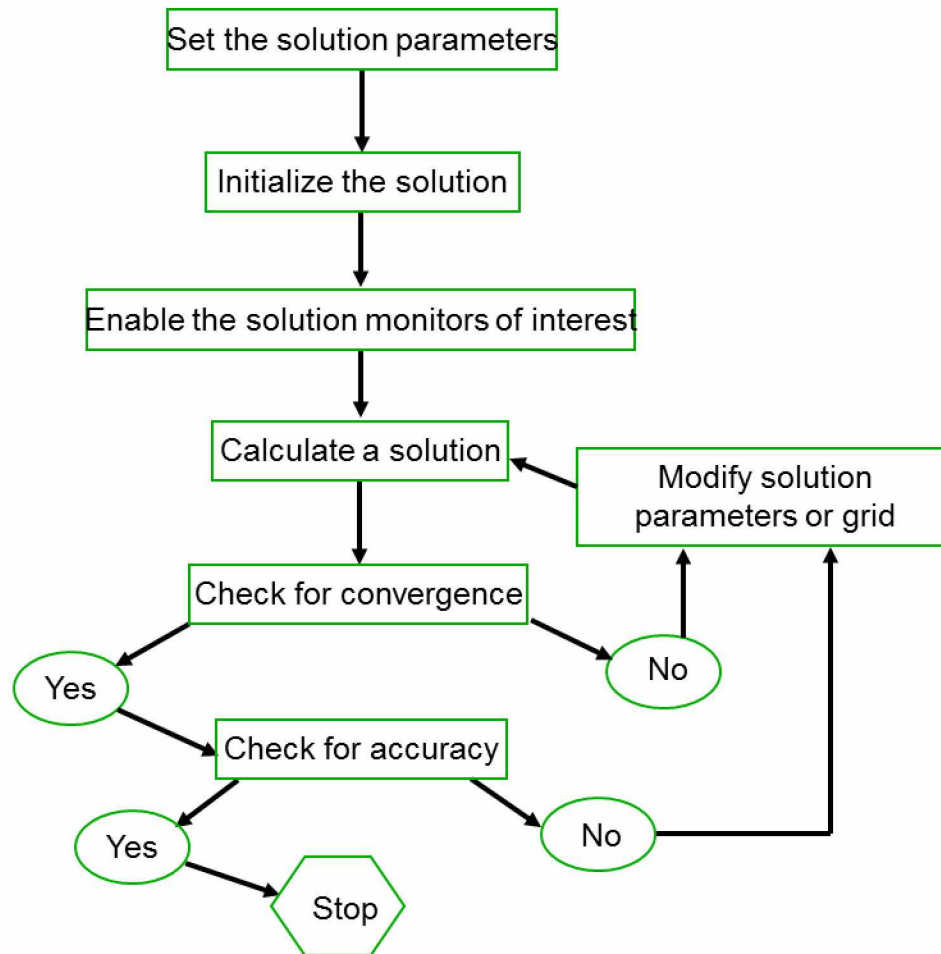 Set the solution parameters
Initialize the solution
Enable the solution monitors of interest
Calculate a solution
Modify solution
parameters or grid
Check for convergence
Yes
No
Check for accuracy
Yes
No
Stop